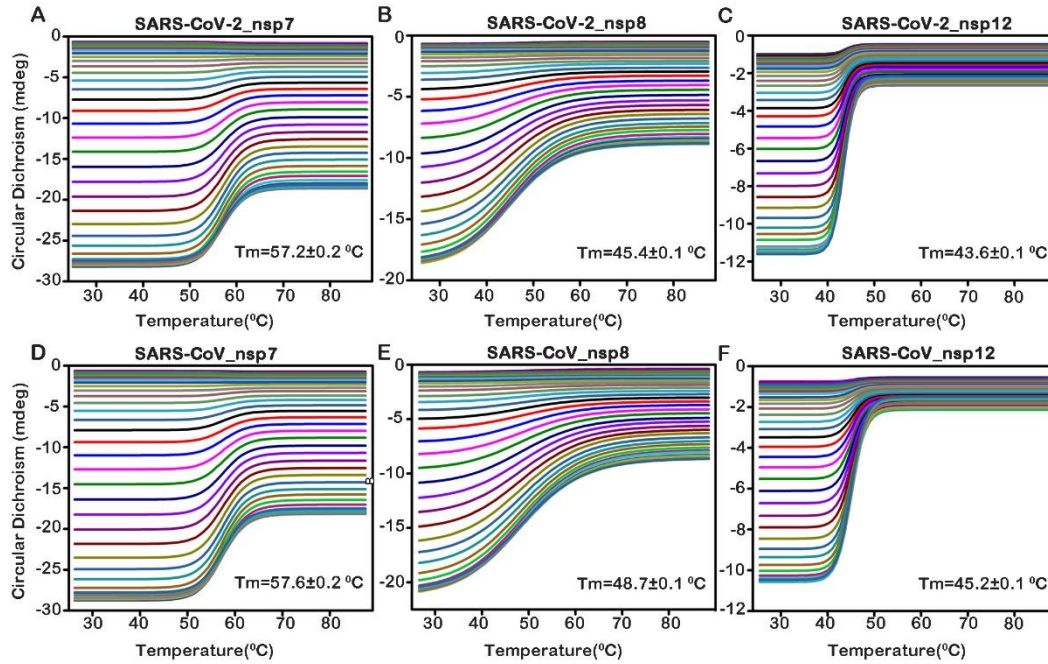 A
SARS-CoV-2_nsp7
0
-5
-10
-15
-20
-25
-30
30 40 50 60 70 80
Circular Dichroism (mdeg)
Temperature(⁰C)
Tm=57.2±0.2 ⁰C
B
SARS-CoV-2_nsp8
0
-5
-10
-15
-20
30 40 50 60 70 80
Temperature(⁰C)
Tm=45.4±0.1 ⁰C
C
SARS-CoV-2_nsp12
0
-2
-4
-6
-8
-10
-12
30 40 50 60 70 80
Temperature(⁰C)
Tm=43.6±0.1 ⁰C
D
SARS-CoV_nsp7
0
-5
-10
-15
-20
-25
-30
30 40 50 60 70 80
Circular Dichroism (mdeg)
Temperature(⁰C)
Tm=57.6±0.2 ⁰C
E
SARS-CoV_nsp8
0
-5
-10
-15
-20
30 40 50 60 70 80
Temperature(⁰C)
Tm=48.7±0.1 ⁰C
F
SARS-CoV_nsp12
0
-2
-4
-6
-8
-10
-12
30 40 50 60 70 80
Temperature(⁰C)
Tm=45.2±0.1 ⁰C